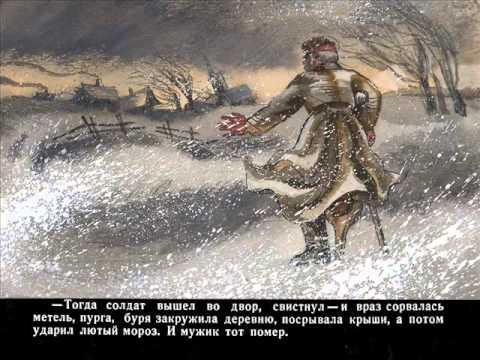 —Тогда солдат вышел во двор, свистнул—и враз сорвалась
метель, пурга, буря закружила деревню, посрывала крыши, а потом
ударил лютый мороз. И мужик тот помер.